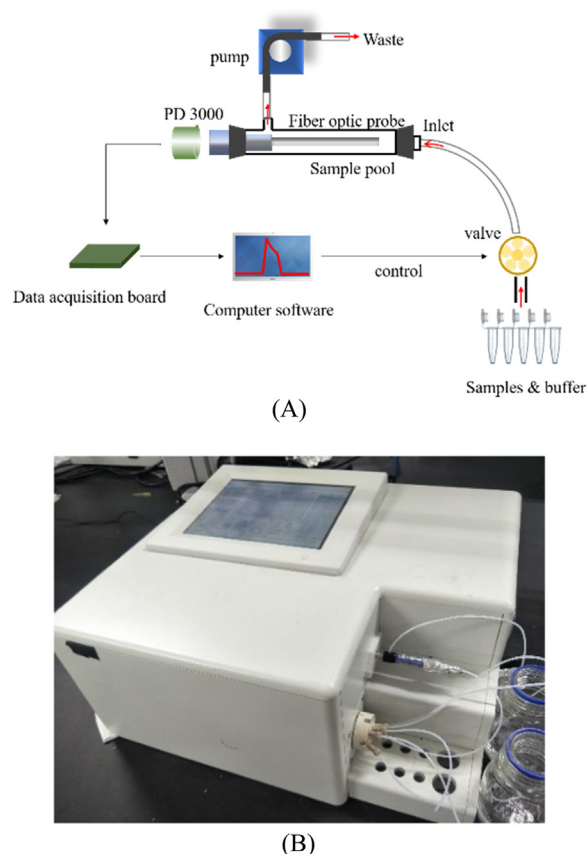 Waste
pump
PD 3000
Fiber optic probe
Inlet
Sample pool
valve
control
Data acquisition board
Computer software
Samples & buffer
(A)
(B)